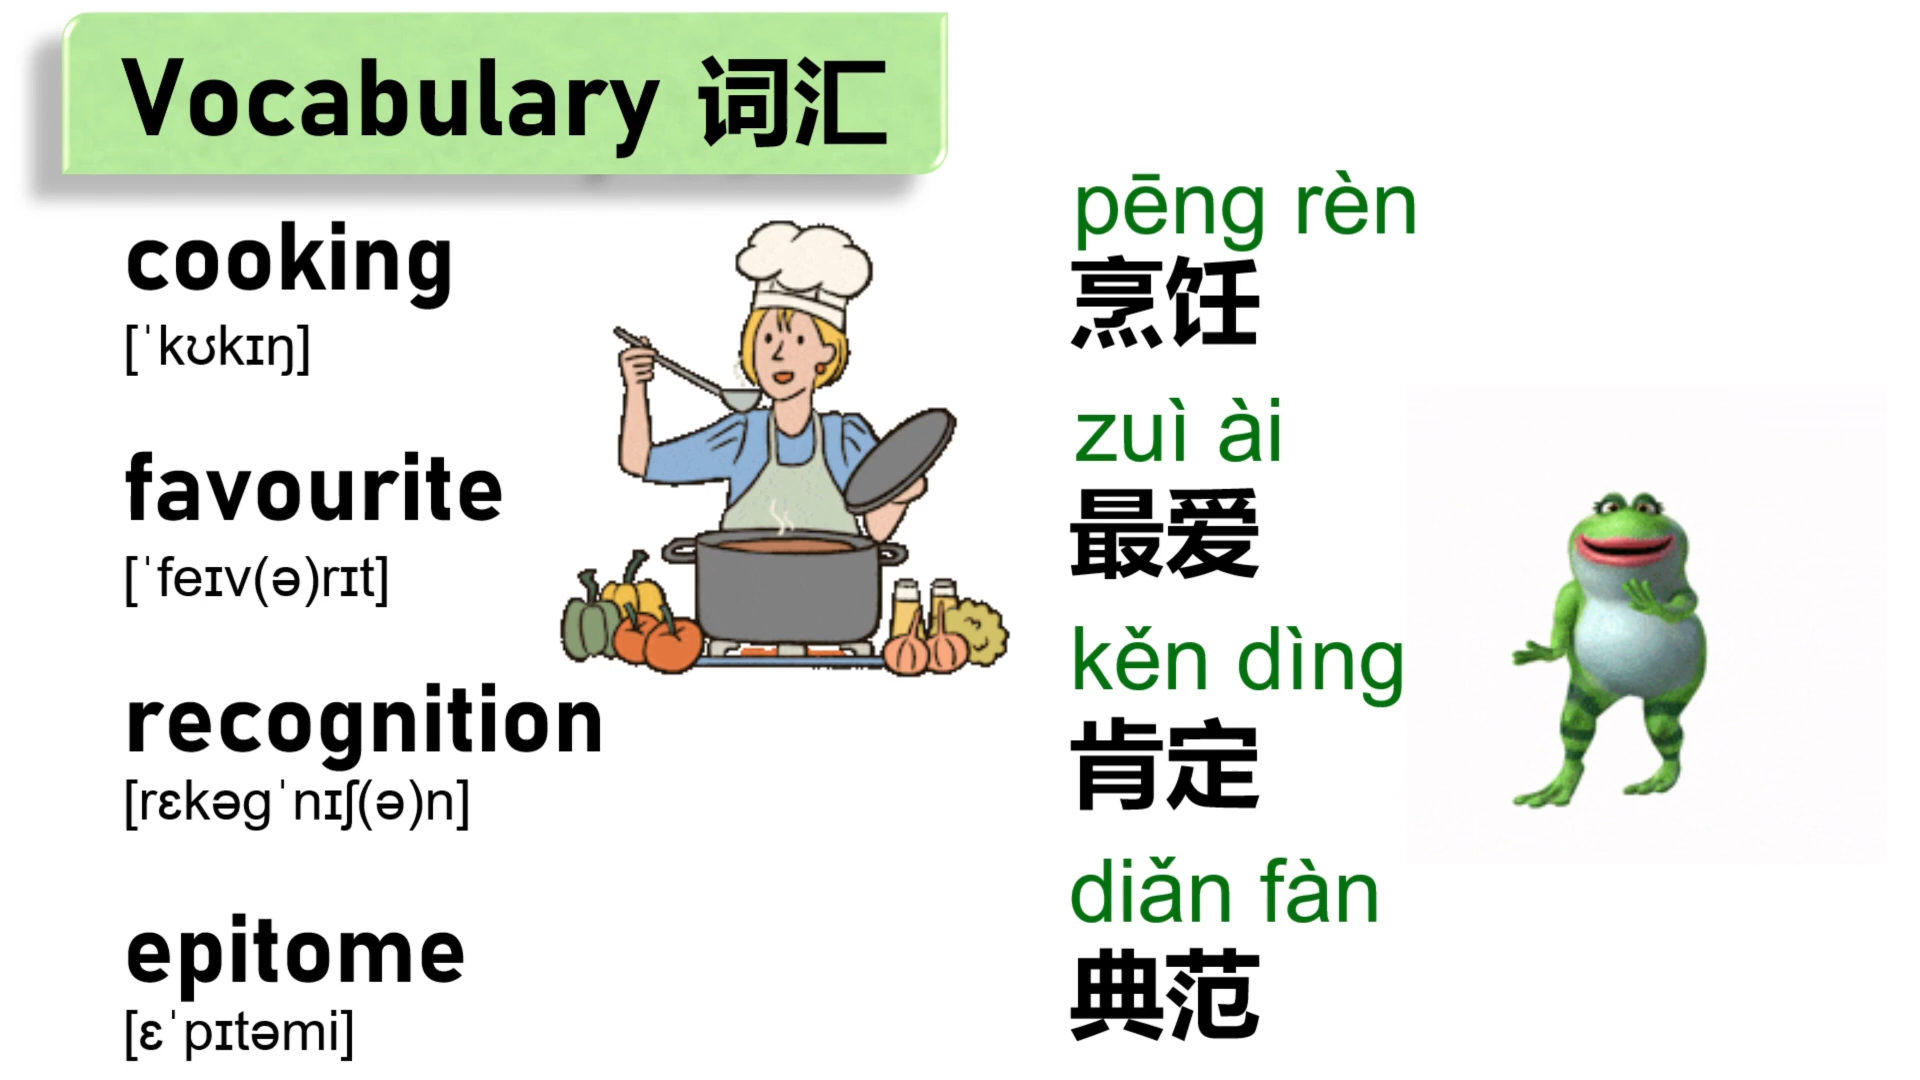 Vocabulary 词汇
cooking
[ˈkʊkɪŋ]
favourite
[ˈfeɪv(ə)rɪt]
recognition
[rɛkəgˈnɪʃ(ə)n]
epitome
[ɛˈpɪtəmi]
pēng rèn
烹饪
zuì ài
最爱
kěn dìng
肯定
diǎn fàn
典范